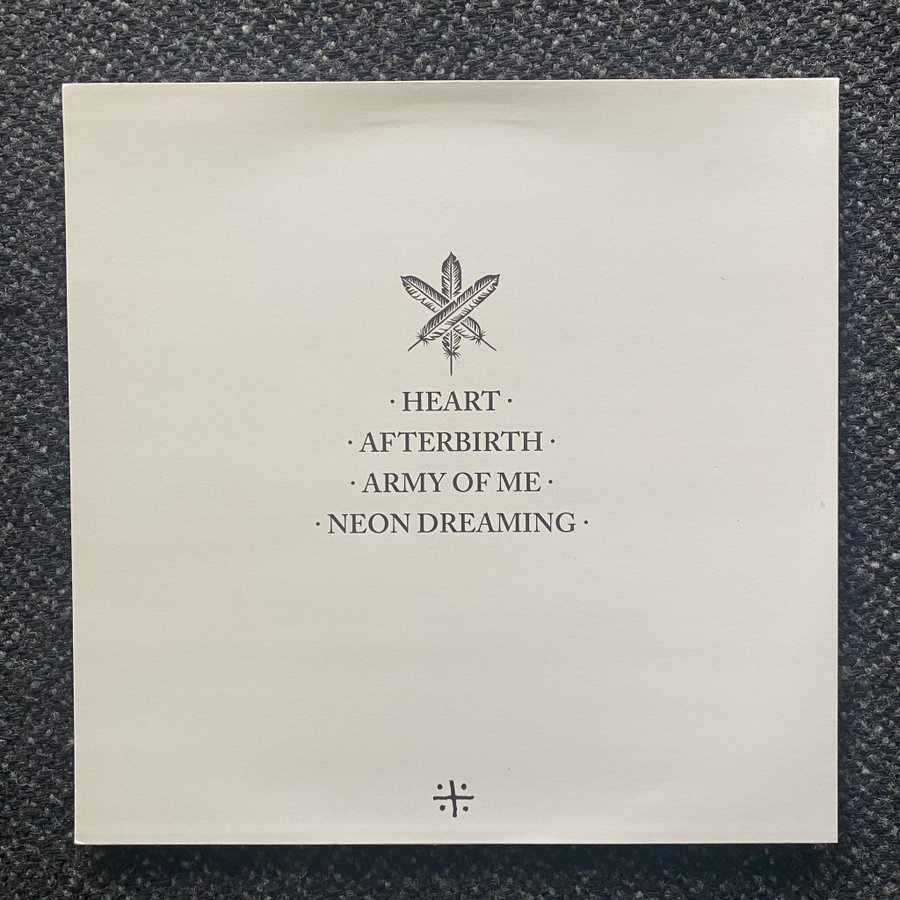 · HEART ·
· AFTERBIRTH ·
· ARMY OF ME ·
· NEON DREAMING ·